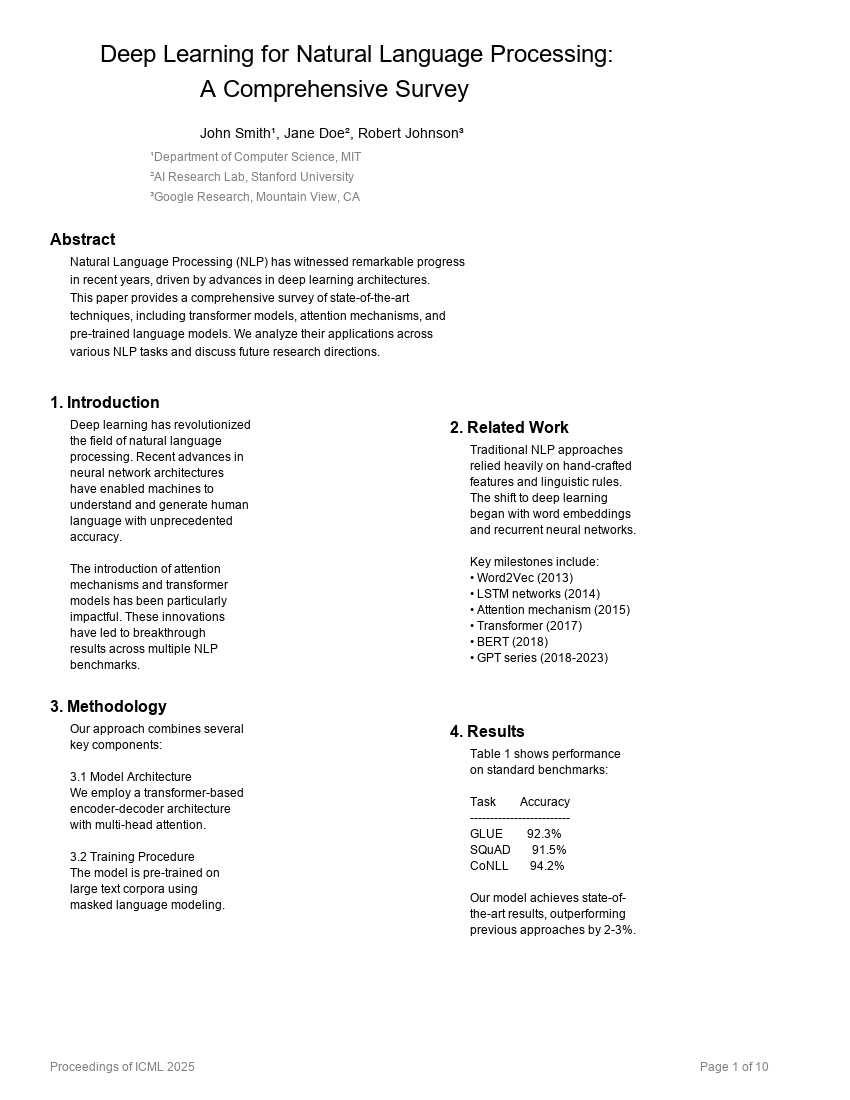 Deep Learning for Natural Language Processing:
A Comprehensive Survey
John Smith¹, Jane Doe², Robert Johnson³
¹Department of Computer Science, MIT
²AI Research Lab, Stanford University
³Google Research, Mountain View, CA
Abstract
Natural Language Processing (NLP) has witnessed remarkable progress
in recent years, driven by advances in deep learning architectures.
This paper provides a comprehensive survey of state-of-the-art
techniques, including transformer models, attention mechanisms, and
pre-trained language models. We analyze their applications across
various NLP tasks and discuss future research directions.
1. Introduction
Deep learning has revolutionized
the field of natural language
processing. Recent advances in
neural network architectures
have enabled machines to
understand and generate human
language with unprecedented
accuracy.
The introduction of attention
mechanisms and transformer
models has been particularly
impactful. These innovations
have led to breakthrough
results across multiple NLP
benchmarks.
2. Related Work
Traditional NLP approaches
relied heavily on hand-crafted
features and linguistic rules.
The shift to deep learning
began with word embeddings
and recurrent neural networks.
Key milestones include:
• Word2Vec (2013)
• LSTM networks (2014)
• Attention mechanism (2015)
• Transformer (2017)
• BERT (2018)
• GPT series (2018-2023)
3. Methodology
Our approach combines several
key components:
3.1 Model Architecture
We employ a transformer-based
encoder-decoder architecture
with multi-head attention.
3.2 Training Procedure
The model is pre-trained on
large text corpora using
masked language modeling.
4. Results
Table 1 shows performance
on standard benchmarks:
Task Accuracy
-------------------------
GLUE 92.3%
SQuAD 91.5%
CoNLL 94.2%
Our model achieves state-of-
the-art results, outperforming
previous approaches by 2-3%.
Proceedings of ICML 2025
Page 1 of 10